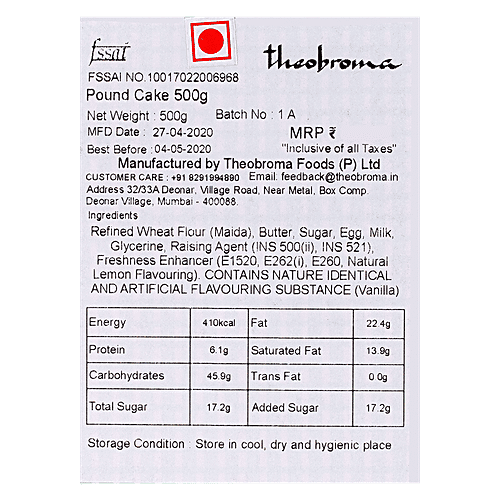 fssai
theobroma
FSSAI NO.10017022006968
Pound Cake 500g
Net Weight : 500g Batch No : 1 A
MFD Date : 27-04-2020 MRP ₹
Best Before : 04-05-2020 "Inclusive of all Taxes"
Manufactured by Theobroma Foods (P) Ltd
CUSTOMER CARE : +91 8291994890 Email: feedback@theobroma.in
Address 32/33A Deonar, Village Road, Near Metal, Box Comp.
Deonar Village, Mumbai - 400088.
Ingredients
Refined Wheat Flour (Maida), Butter, Sugar, Egg, Milk,
Glycerine, Raising Agent (INS 500(ii), INS 521),
Freshness Enhancer (E1520, E262(i), E260, Natural
Lemon Flavouring). CONTAINS NATURE IDENTICAL
AND ARTIFICIAL FLAVOURING SUBSTANCE (Vanilla)
Energy 410kcal Fat 22.4g
Protein 6.1g Saturated Fat 13.9g
Carbohydrates 45.9g Trans Fat 0.0g
Total Sugar 17.2g Added Sugar 17.2g
Storage Condition : Store in cool, dry and hygienic place